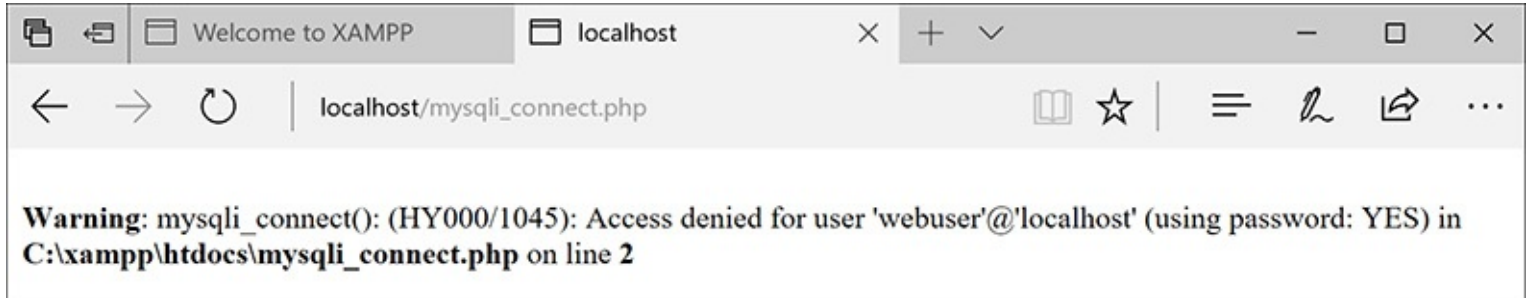 Welcome to XAMPP
localhost
localhost/mysqli_connect.php
Warning: mysqli_connect(): (HY000/1045): Access denied for user 'webuser'@'localhost' (using password: YES) in
C:\xampp\htdocs\mysqli_connect.php on line 2